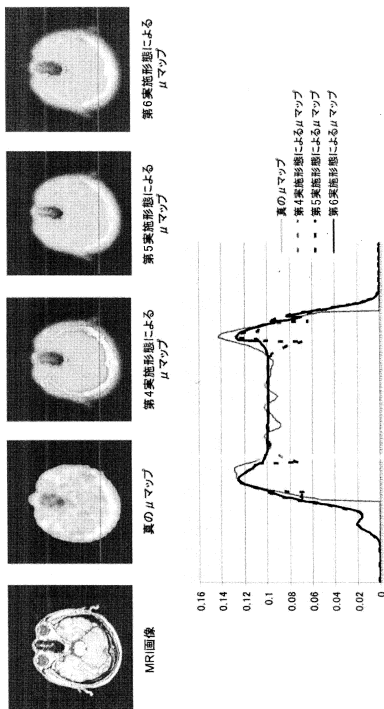 MRI画像
真のμマップ
第4実施形態による
μマップ
第5実施形態による
μマップ
第6実施形態による
μマップ
0.16
0.14
0.12
0.1
0.08
0.06
0.04
0.02
0
真のμマップ
第4実施形態によるμマップ
第5実施形態によるμマップ
第6実施形態によるμマップ